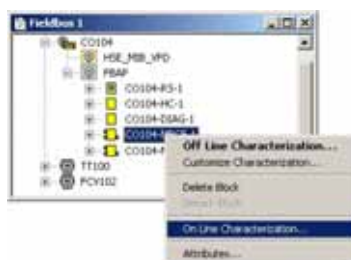 Fieldbus 1
CO104
HSE_MIB_VFD
FBAP
CO104-RS-1
CO104-HC-1
CO104-DIAG-1
TT100
FCV102
Off Line Characterization...
Customize Characterization...
Delete Block
On Line Characterization...
Attributes...